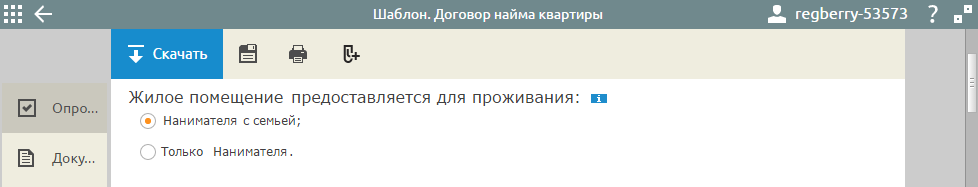 Шаблон. Договор найма квартиры
regberry-53573
?
Скачать
Опро...
Доку...
Жилое помещение предоставляется для проживания: i
Нанимателя с семьей;
Только Нанимателя.